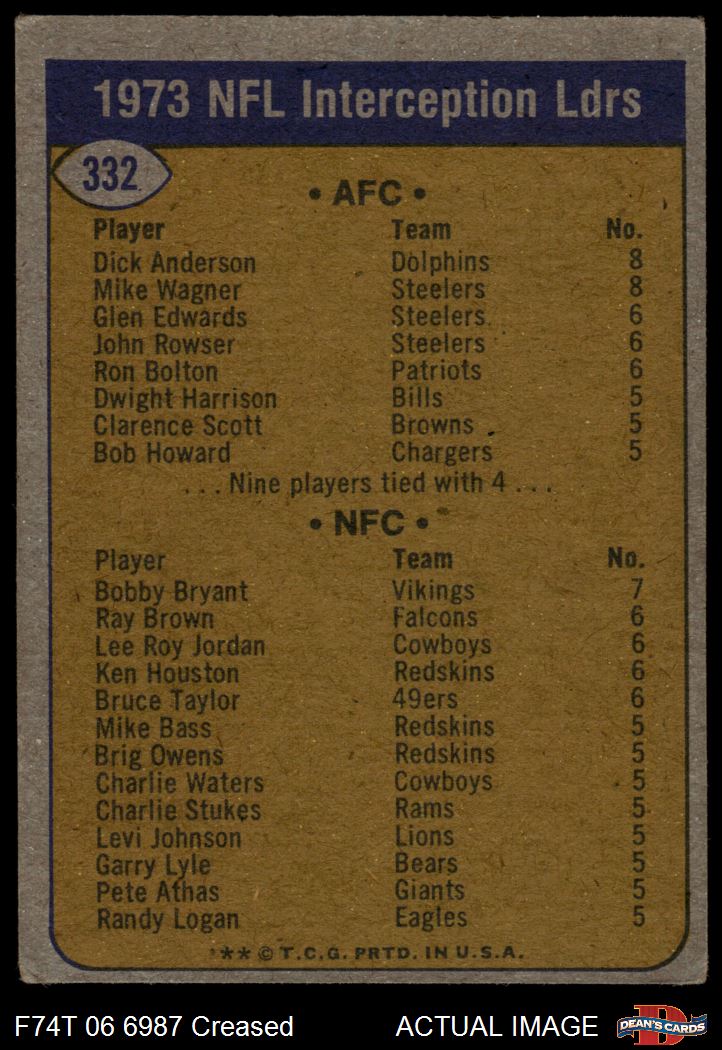 1973 NFL Interception Ldrs
332
• AFC •
Player Team No.
Dick Anderson Dolphins 8
Mike Wagner Steelers 8
Glen Edwards Steelers 6
John Rowser Steelers 6
Ron Bolton Patriots 6
Dwight Harrison Bills 5
Clarence Scott Browns 5
Bob Howard Chargers 5
...Nine players tied with 4...
• NFC •
Player Team No.
Bobby Bryant Vikings 7
Ray Brown Falcons 6
Lee Roy Jordan Cowboys 6
Ken Houston Redskins 6
Bruce Taylor 49ers 6
Mike Bass Redskins 5
Brig Owens Redskins 5
Charlie Waters Cowboys 5
Charlie Stukes Rams 5
Levi Johnson Lions 5
Garry Lyle Bears 5
Pete Athas Giants 5
Randy Logan Eagles 5
** © T.C.G. PRTD. IN U.S.A.
F74T 06 6987 Creased ACTUAL IMAGE
D
DEAN'S CARDS